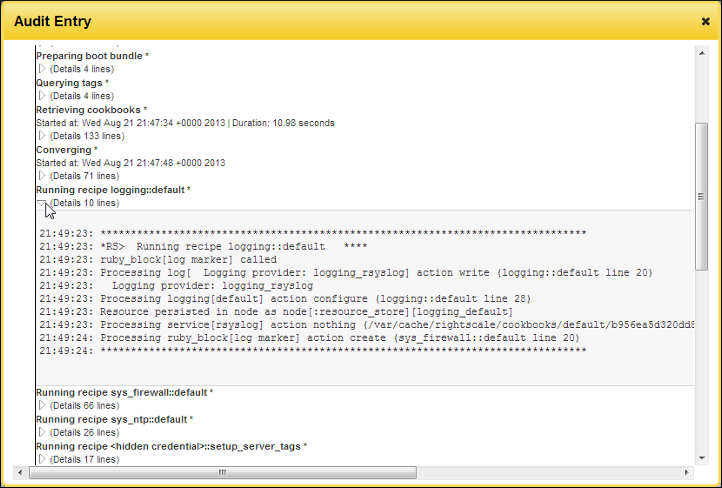 Audit Entry
Preparing boot bundle *
(Details 4 lines)
Querying tags *
(Details 4 lines)
Retrieving cookbooks *
Started at: Wed Aug 21 21:47:34 +0000 2013 | Duration: 10.98 seconds
(Details 133 lines)
Converging *
Started at: Wed Aug 21 21:47:48 +0000 2013
(Details 71 lines)
Running recipe logging::default *
(Details 10 lines)
21:49:23: ********************************************************************************
21:49:23: *RS> Running recipe logging::default ****
21:49:23: ruby_block[log marker] called
21:49:23: Processing log[ Logging provider: logging_rsyslog] action write (logging::default line 20)
21:49:23: Logging provider: logging_rsyslog
21:49:23: Processing logging[default] action configure (logging::default line 28)
21:49:23: Resource persisted in node as node[:resource_store][logging_default]
21:49:23: Processing service[rsyslog] action nothing (/var/cache/rightscale/cookbooks/default/b956ea5d320dd8
21:49:24: Processing ruby_block[log marker] action create (sys_firewall::default line 20)
21:49:24: ********************************************************************************
Running recipe sys_firewall::default *
(Details 66 lines)
Running recipe sys_ntp::default *
(Details 26 lines)
Running recipe <hidden credential>::setup_server_tags *
(Details 17 lines)